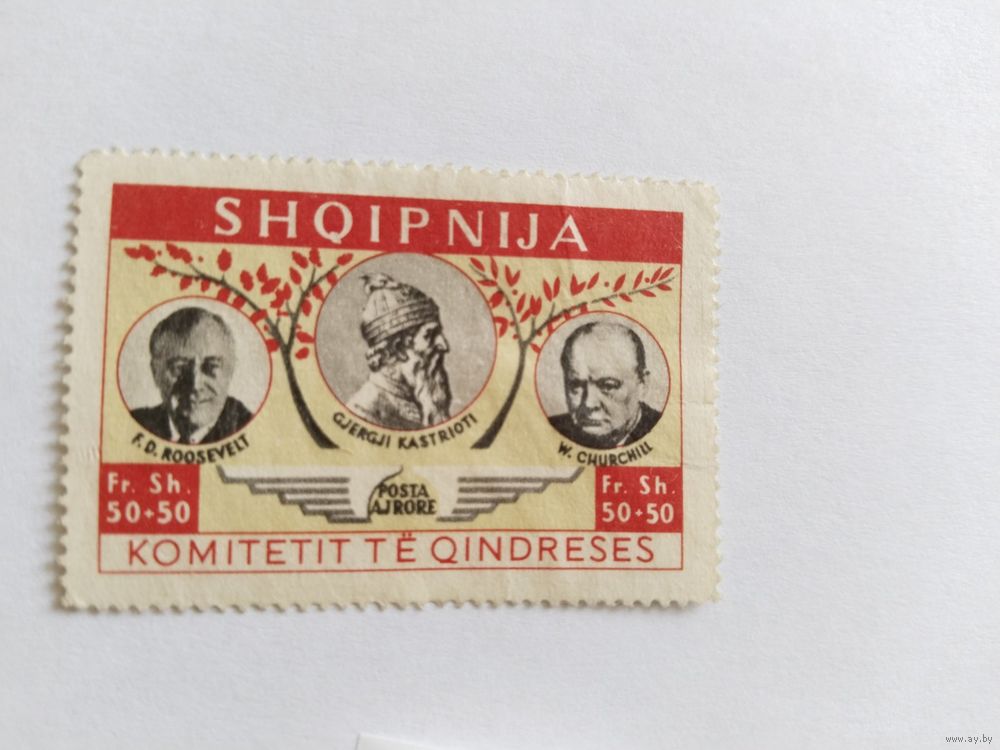 SHQIPNIJA
F.D. ROOSEVELT
GJERGJI KASTRIOTI
W. CHURCHILL
Fr. Sh.
50+50
POSTA
AJRORE
Fr. Sh.
50+50
KOMITETIT TË QINDRESES
www.ay.by